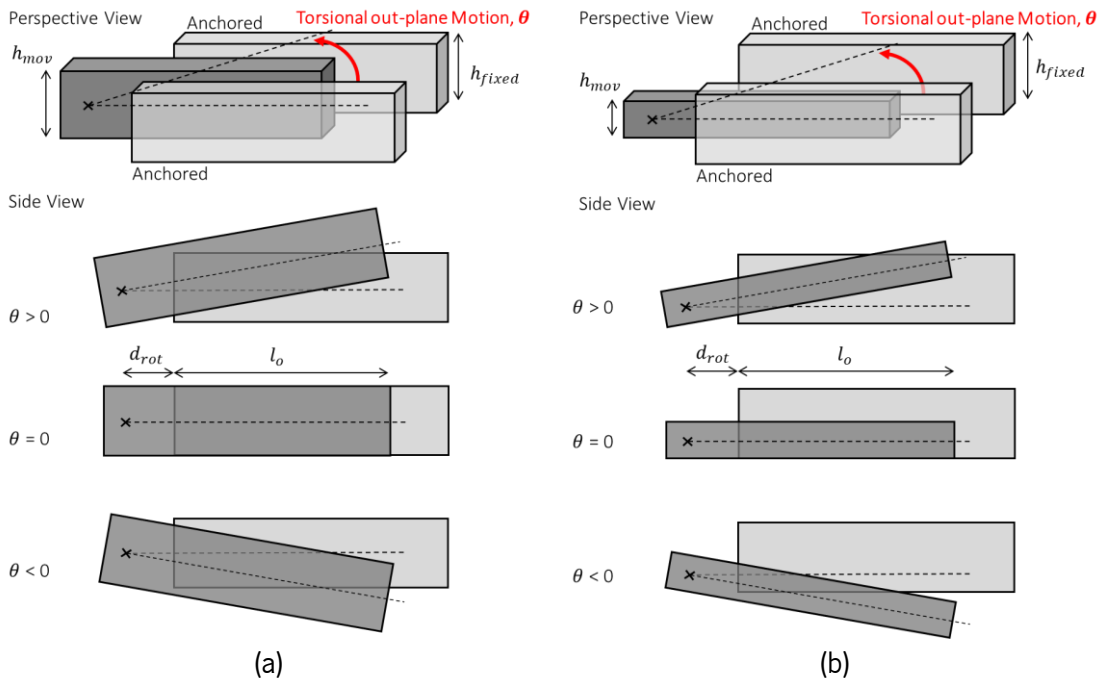 Perspective View
Anchored
Torsional out-plane Motion, θ
h_mov
h_fixed
Anchored
Side View
θ > 0
d_rot
l_o
θ = 0
θ < 0
(a)
Perspective View
Anchored
Torsional out-plane Motion, θ
h_mov
h_fixed
Anchored
Side View
θ > 0
d_rot
l_o
θ = 0
θ < 0
(b)